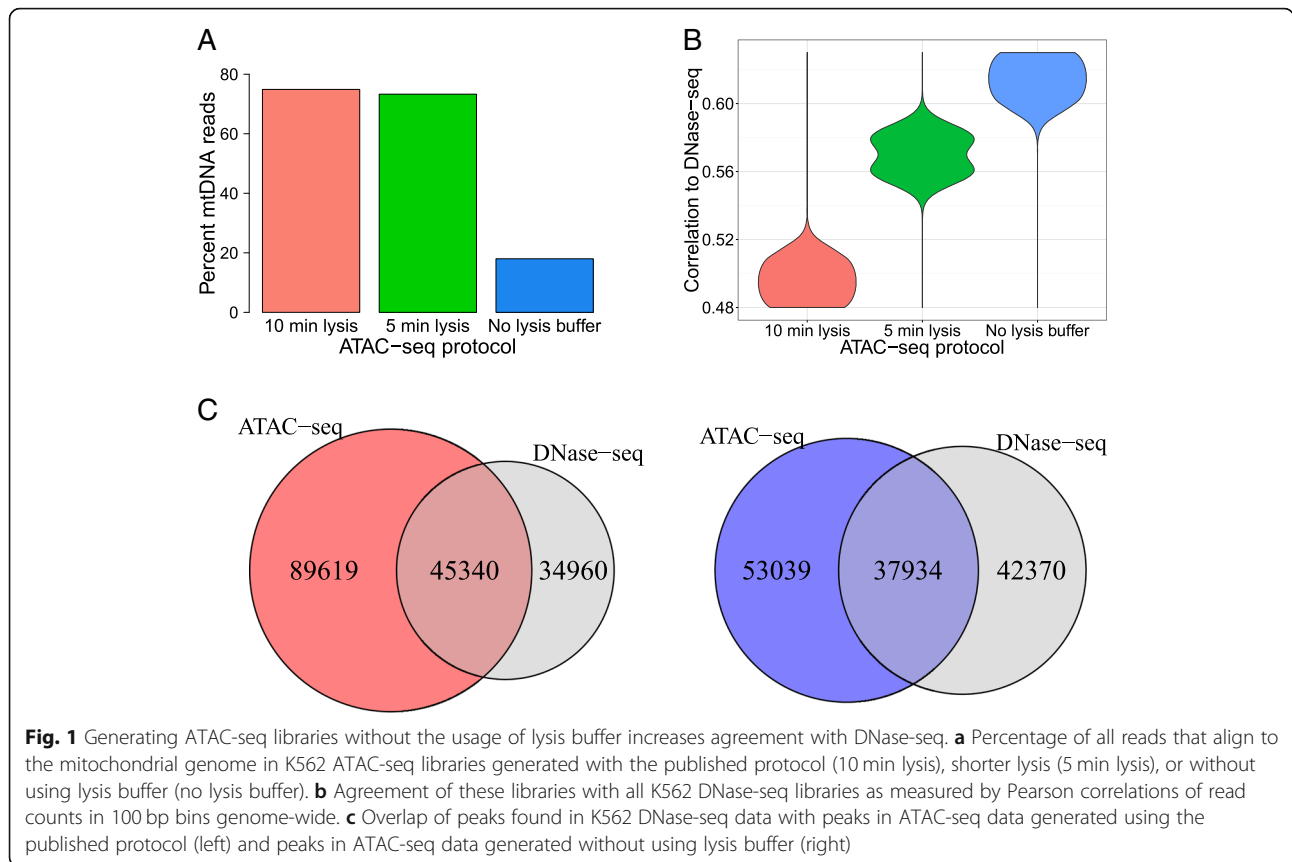 A
Percent mtDNA reads
80
60
40
20
0
10 min lysis 5 min lysis No lysis buffer
ATAC−seq protocol
B
Correlation to DNase−seq
0.60
0.56
0.52
0.48
10 min lysis 5 min lysis No lysis buffer
ATAC−seq protocol
C
ATAC−seq
DNase−seq
89619 45340 34960
ATAC−seq
DNase−seq
53039 37934 42370
Fig. 1 Generating ATAC-seq libraries without the usage of lysis buffer increases agreement with DNase-seq. a Percentage of all reads that align to
the mitochondrial genome in K562 ATAC-seq libraries generated with the published protocol (10 min lysis), shorter lysis (5 min lysis), or without
using lysis buffer (no lysis buffer). b Agreement of these libraries with all K562 DNase-seq libraries as measured by Pearson correlations of read
counts in 100 bp bins genome-wide. c Overlap of peaks found in K562 DNase-seq data with peaks in ATAC-seq data generated using the
published protocol (left) and peaks in ATAC-seq data generated without using lysis buffer (right)